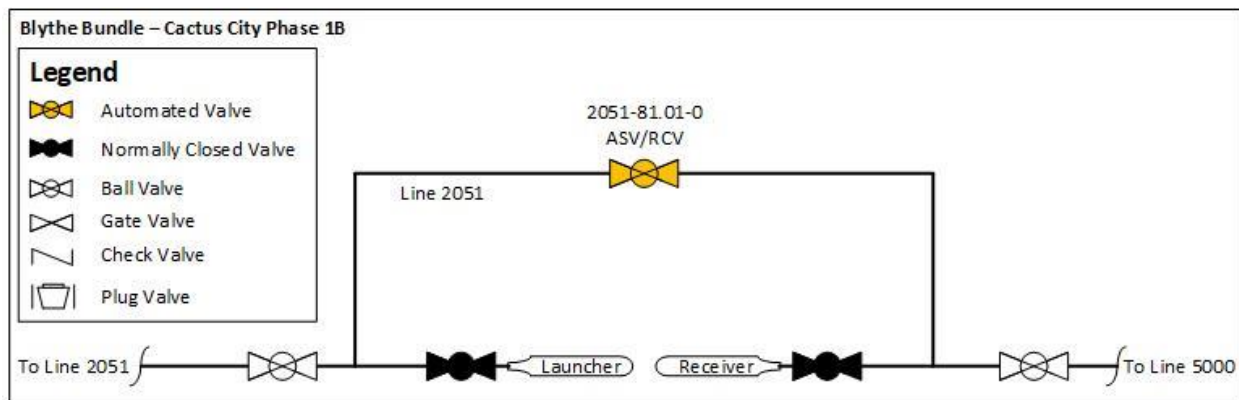 Blythe Bundle – Cactus City Phase 1B
Legend
Automated Valve
Normally Closed Valve
Ball Valve
Gate Valve
Check Valve
Plug Valve
2051-81.01-0
ASV/RCV
Line 2051
To Line 2051
Launcher
Receiver
To Line 5000